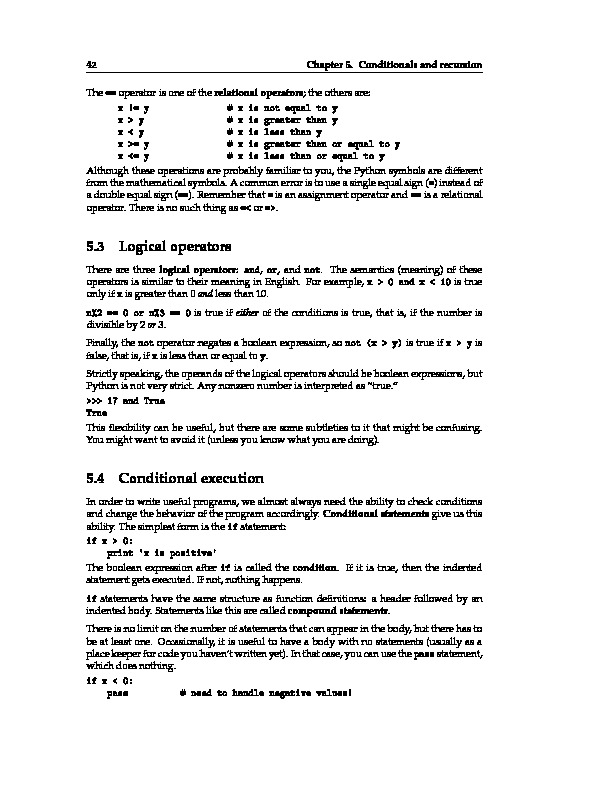 42 Chapter 5. Conditionals and recursion
The == operator is one of the relational operators; the others are:
x != y # x is not equal to y
x > y # x is greater than y
x < y # x is less than y
x >= y # x is greater than or equal to y
x <= y # x is less than or equal to y
Although these operations are probably familiar to you, the Python symbols are different
from the mathematical symbols. A common error is to use a single equal sign (=) instead of
a double equal sign (==). Remember that = is an assignment operator and == is a relational
operator. There is no such thing as =< or =>.
5.3 Logical operators
There are three logical operators: and, or, and not. The semantics (meaning) of these
operators is similar to their meaning in English. For example, x > 0 and x < 10 is true
only if x is greater than 0 and less than 10.
n%2 == 0 or n%3 == 0 is true if either of the conditions is true, that is, if the number is
divisible by 2 or 3.
Finally, the not operator negates a boolean expression, so not (x > y) is true if x > y is
false, that is, if x is less than or equal to y.
Strictly speaking, the operands of the logical operators should be boolean expressions, but
Python is not very strict. Any nonzero number is interpreted as “true.”
>>> 17 and True
True
This flexibility can be useful, but there are some subtleties to it that might be confusing.
You might want to avoid it (unless you know what you are doing).
5.4 Conditional execution
In order to write useful programs, we almost always need the ability to check conditions
and change the behavior of the program accordingly. Conditional statements give us this
ability. The simplest form is the if statement:
if x > 0:
    print 'x is positive'
The boolean expression after if is called the condition. If it is true, then the indented
statement gets executed. If not, nothing happens.
if statements have the same structure as function definitions: a header followed by an
indented body. Statements like this are called compound statements.
There is no limit on the number of statements that can appear in the body, but there has to
be at least one. Occasionally, it is useful to have a body with no statements (usually as a
place keeper for code you haven’t written yet). In that case, you can use the pass statement,
which does nothing.
if x < 0:
    pass # need to handle negative values!